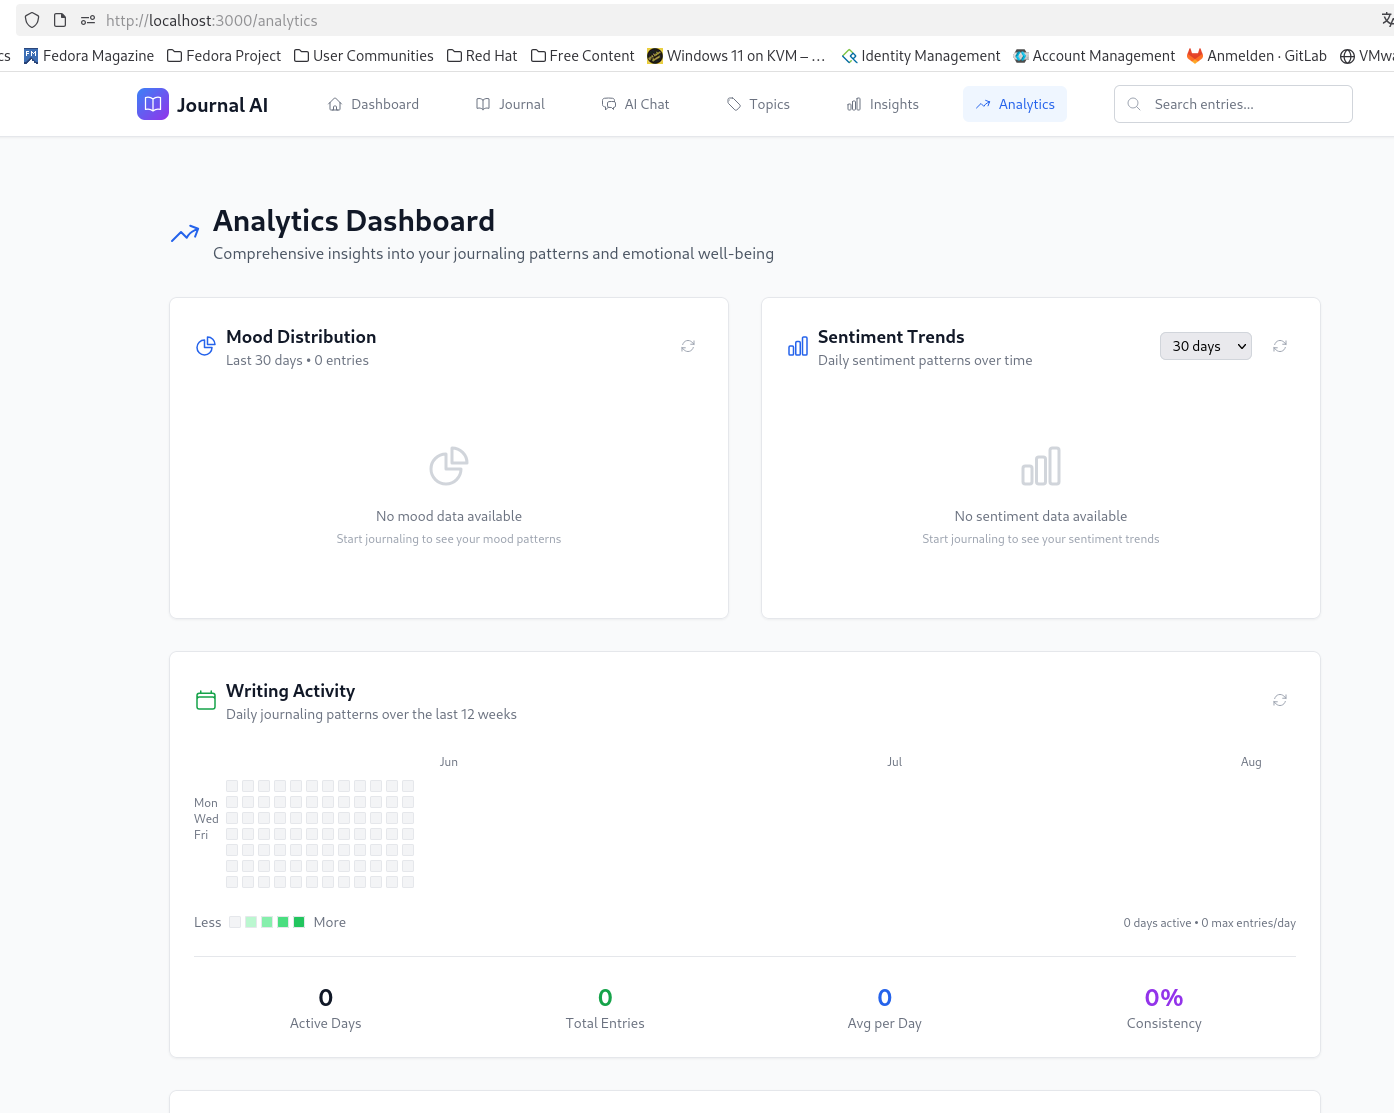 http://localhost:3000/analytics
cs Fedora Magazine Fedora Project User Communities Red Hat Free Content Windows 11 on KVM – ... Identity Management Account Management Anmelden · GitLab VMwa
Journal AI Dashboard Journal AI Chat Topics Insights Analytics Search entries...
Analytics Dashboard
Comprehensive insights into your journaling patterns and emotional well-being
Mood Distribution
Last 30 days • 0 entries
No mood data available
Start journaling to see your mood patterns
Sentiment Trends
Daily sentiment patterns over time
30 days
No sentiment data available
Start journaling to see your sentiment trends
Writing Activity
Daily journaling patterns over the last 12 weeks
Jun Jul Aug
Mon
Wed
Fri
Less More
0 days active • 0 max entries/day
0 0 0 0%
Active Days Total Entries Avg per Day Consistency